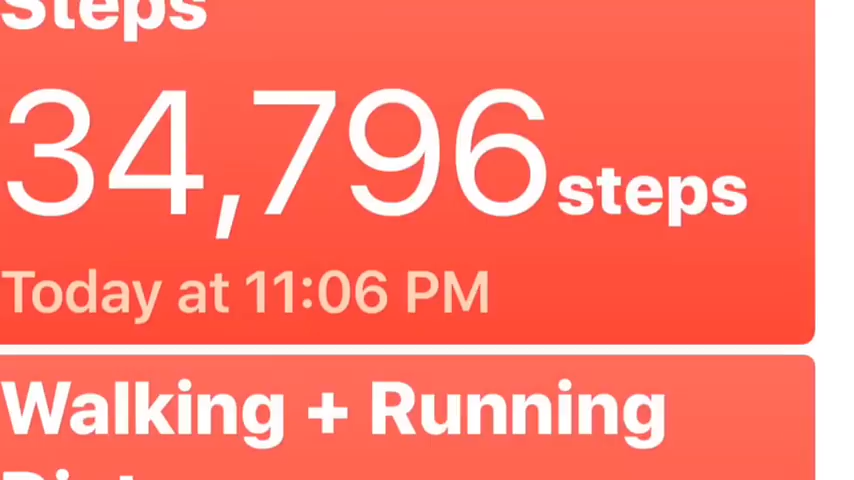 Steps
34,796 steps
Today at 11:06 PM
Walking + Running